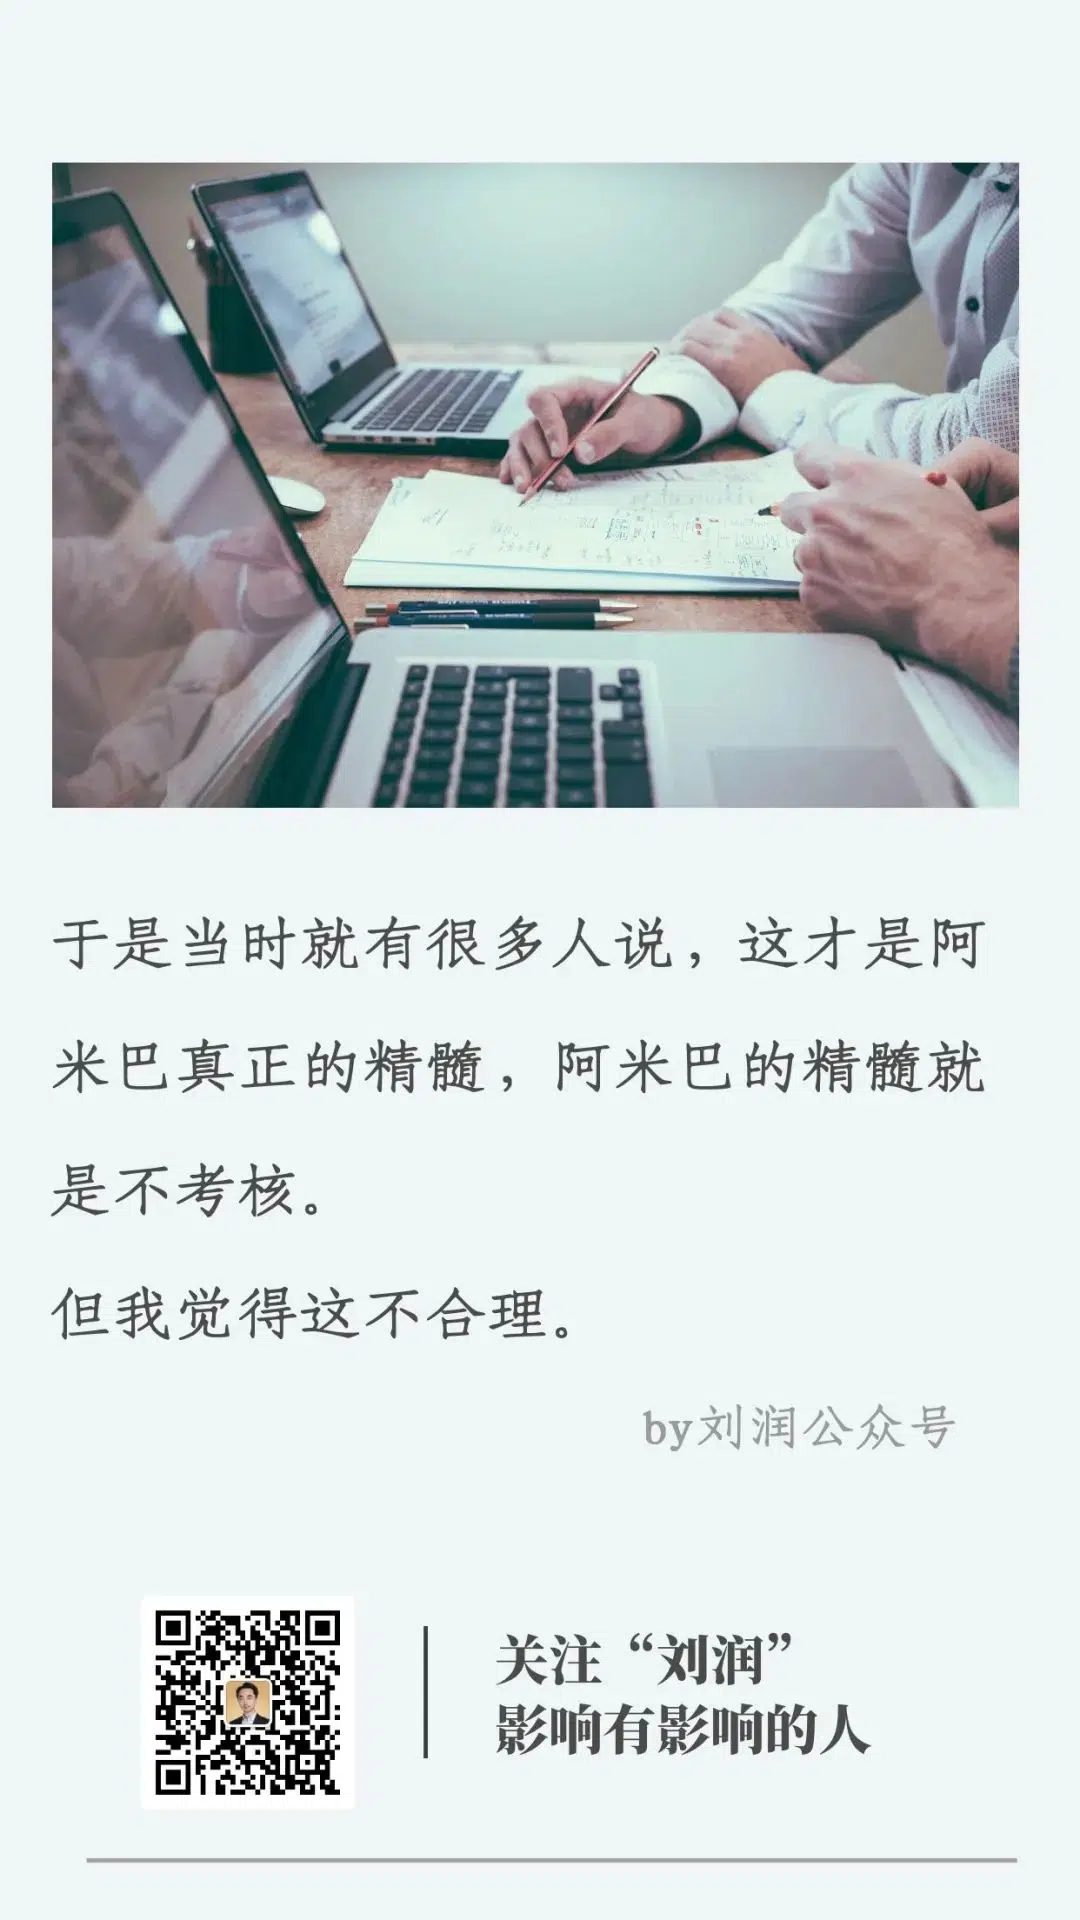 于是当时就有很多人说，这才是阿
米巴真正的精髓，阿米巴的精髓就
是不考核。
但我觉得这不合理。
by刘润公众号
关注“刘润”
影响有影响的人